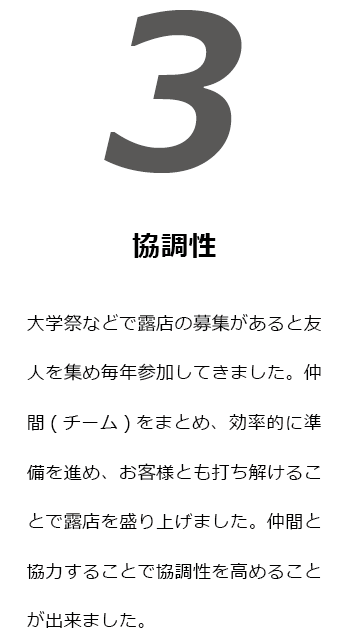 3
協調性
大学祭などで露店の募集があると友
人を集め毎年参加してきました。仲
間(チーム)をまとめ、効率的に準
備を進め、お客様とも打ち解けるこ
とで露店を盛り上げました。仲間と
協力することで協調性を高めること
が出来ました。